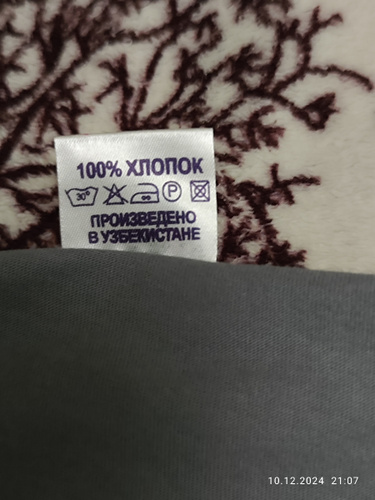 100% ХЛОПОК
30°
P
ПРОИЗВЕДЕНО
В УЗБЕКИСТАНЕ
10.12.2024 21:07